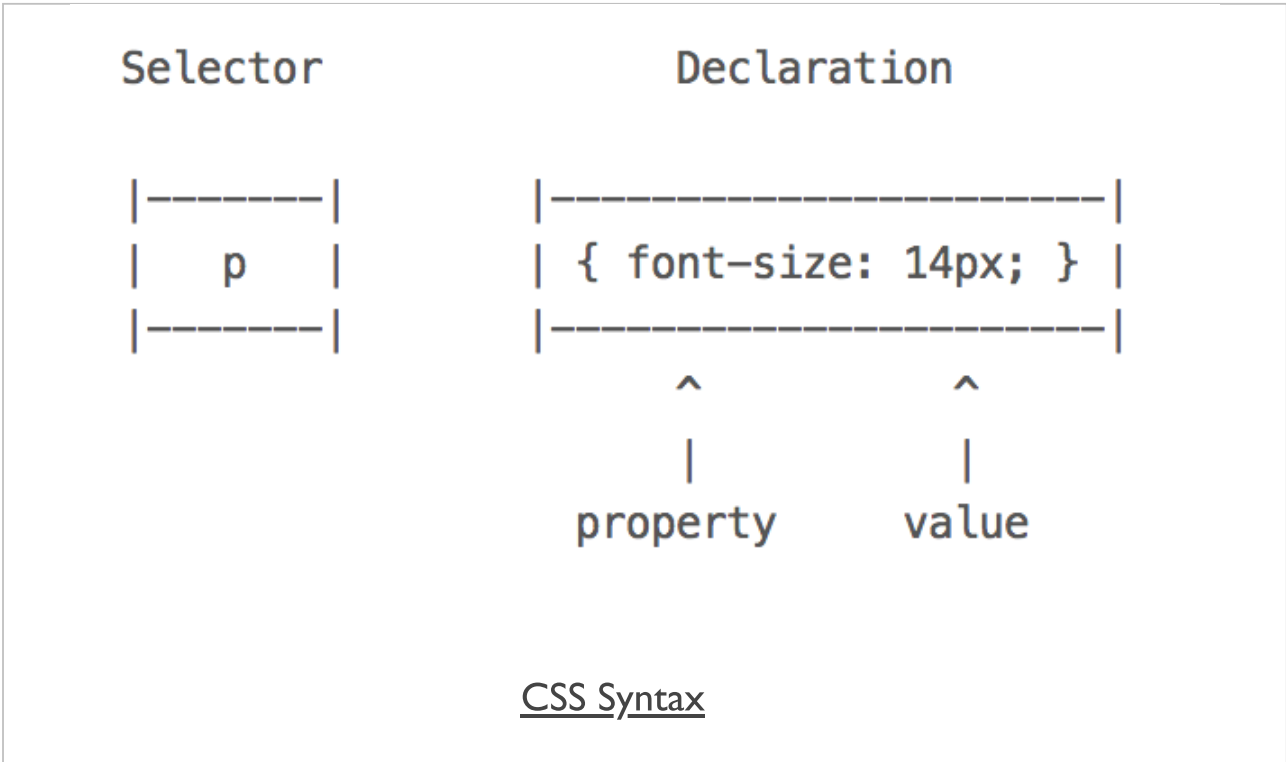 Selector Declaration
|-------| |----------------------|
| p | | { font-size: 14px; } |
|-------| |----------------------|
^ ^
| |
property value
CSS Syntax